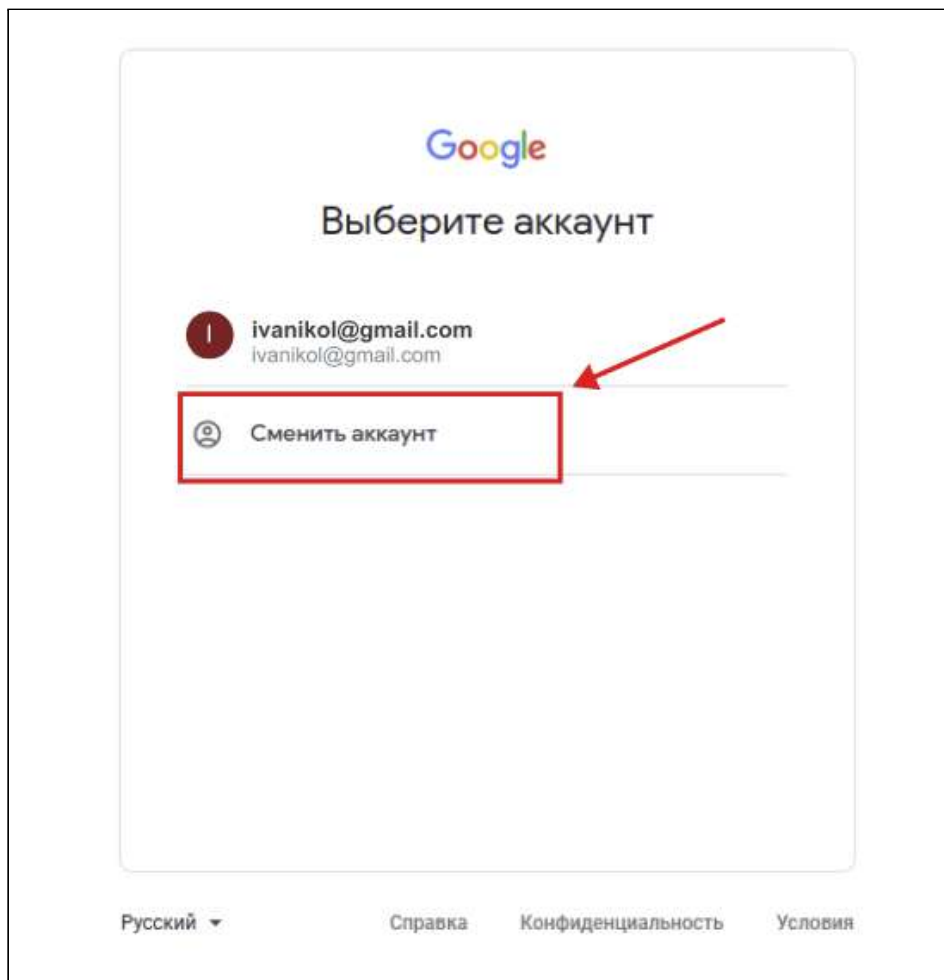 Google
Выберите аккаунт
I
ivanikol@gmail.com
ivanikol@gmail.com
Сменить аккаунт
Русский Справка Конфиденциальность Условия